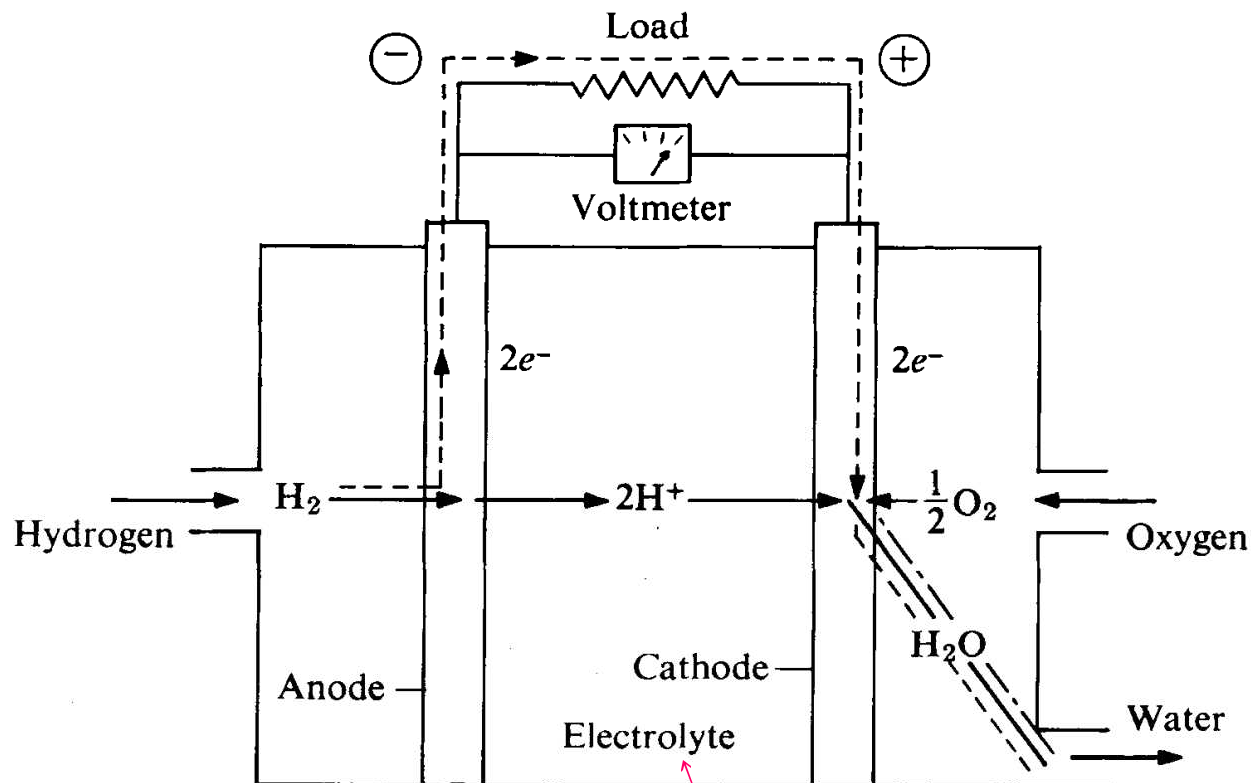 Load
− +
Voltmeter
2e⁻ 2e⁻
H₂ 2H⁺ ½O₂
Hydrogen Oxygen
H₂O
Anode Cathode
Water
Electrolyte